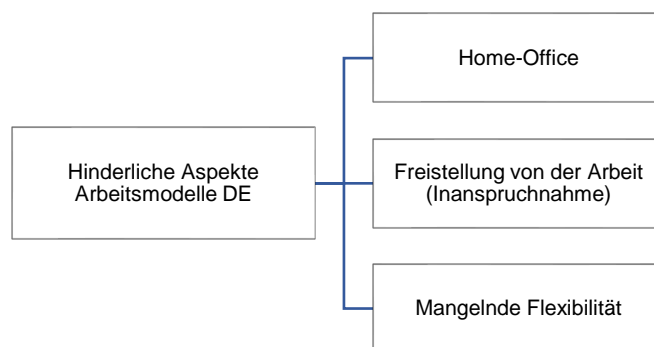 Home-Office
Hinderliche Aspekte
Arbeitsmodelle DE
Freistellung von der Arbeit
(Inanspruchnahme)
Mangelnde Flexibilität